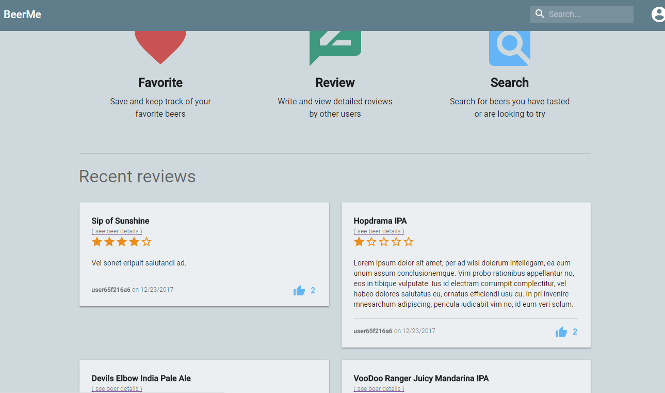 BeerMe
Search...
Favorite
Save and keep track of your
favorite beers
Review
Write and view detailed reviews
by other users
Search
Search for beers you have tasted
or are looking to try
Recent reviews
Sip of Sunshine
( see beer details )
Vel sonet eripuit salutandi ad.
user65f216a6 on 12/23/2017
2
Hopdrama IPA
( see beer details )
Lorem ipsum dolor sit amet, per ad wisi dolorum intellegam, ea eum
unum assum conclusionemque. Vim probo rationibus appellantur no,
eos in tibique vulputate. Ius id electram corrumpit complectitur, vel
habeo dolores salutatus eu, ornatus efficiendi usu cu. In pri invenire
mnesarchum adipiscing, pericula iudicabit vim no, id eum veri solum.
user65f216a6 on 12/23/2017
2
Devils Elbow India Pale Ale
( see beer details )
VooDoo Ranger Juicy Mandarina IPA
( see beer details )